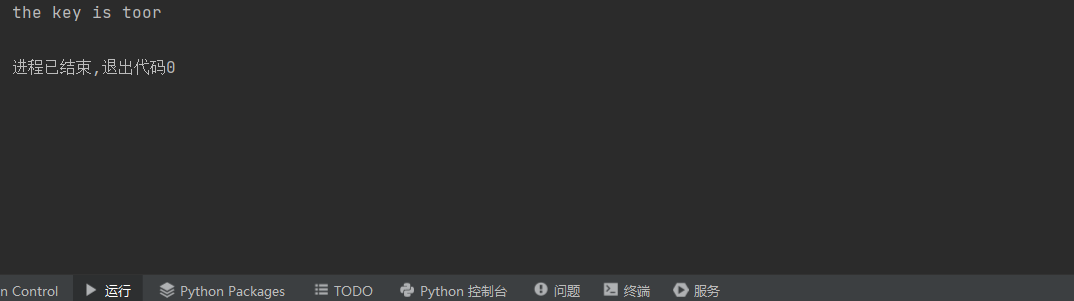 the key is toor
进程已结束,退出代码0
n Control 运行 Python Packages TODO Python 控制台 问题 终端 服务